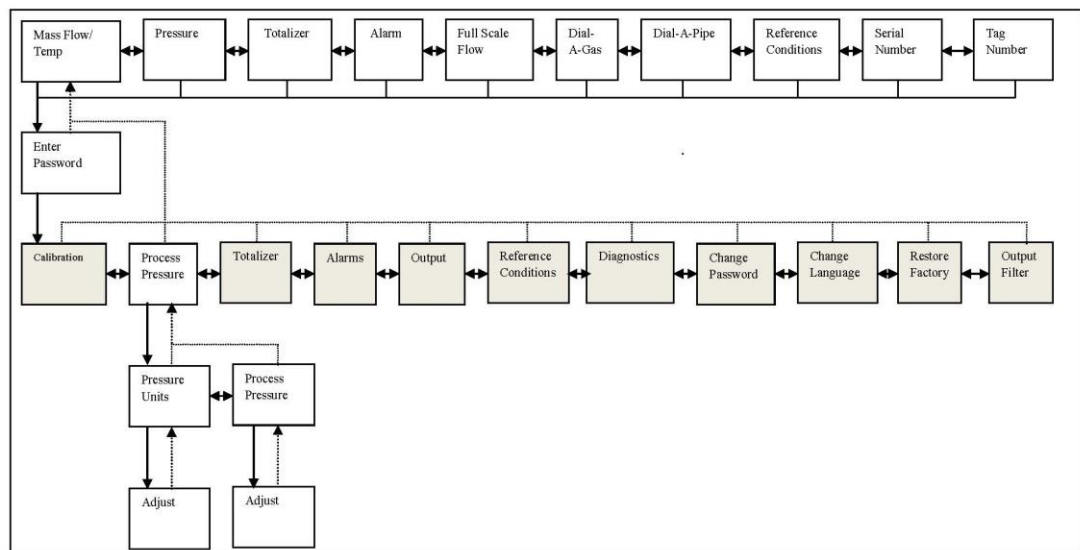 Mass Flow/
Temp
Pressure
Totalizer
Alarm
Full Scale
Flow
Dial-
A-Gas
Dial-A-Pipe
Reference
Conditions
Serial
Number
Tag
Number
Enter
Password
Calibration
Process
Pressure
Totalizer
Alarms
Output
Reference
Conditions
Diagnostics
Change
Password
Change
Language
Restore
Factory
Output
Filter
Pressure
Units
Process
Pressure
Adjust
Adjust